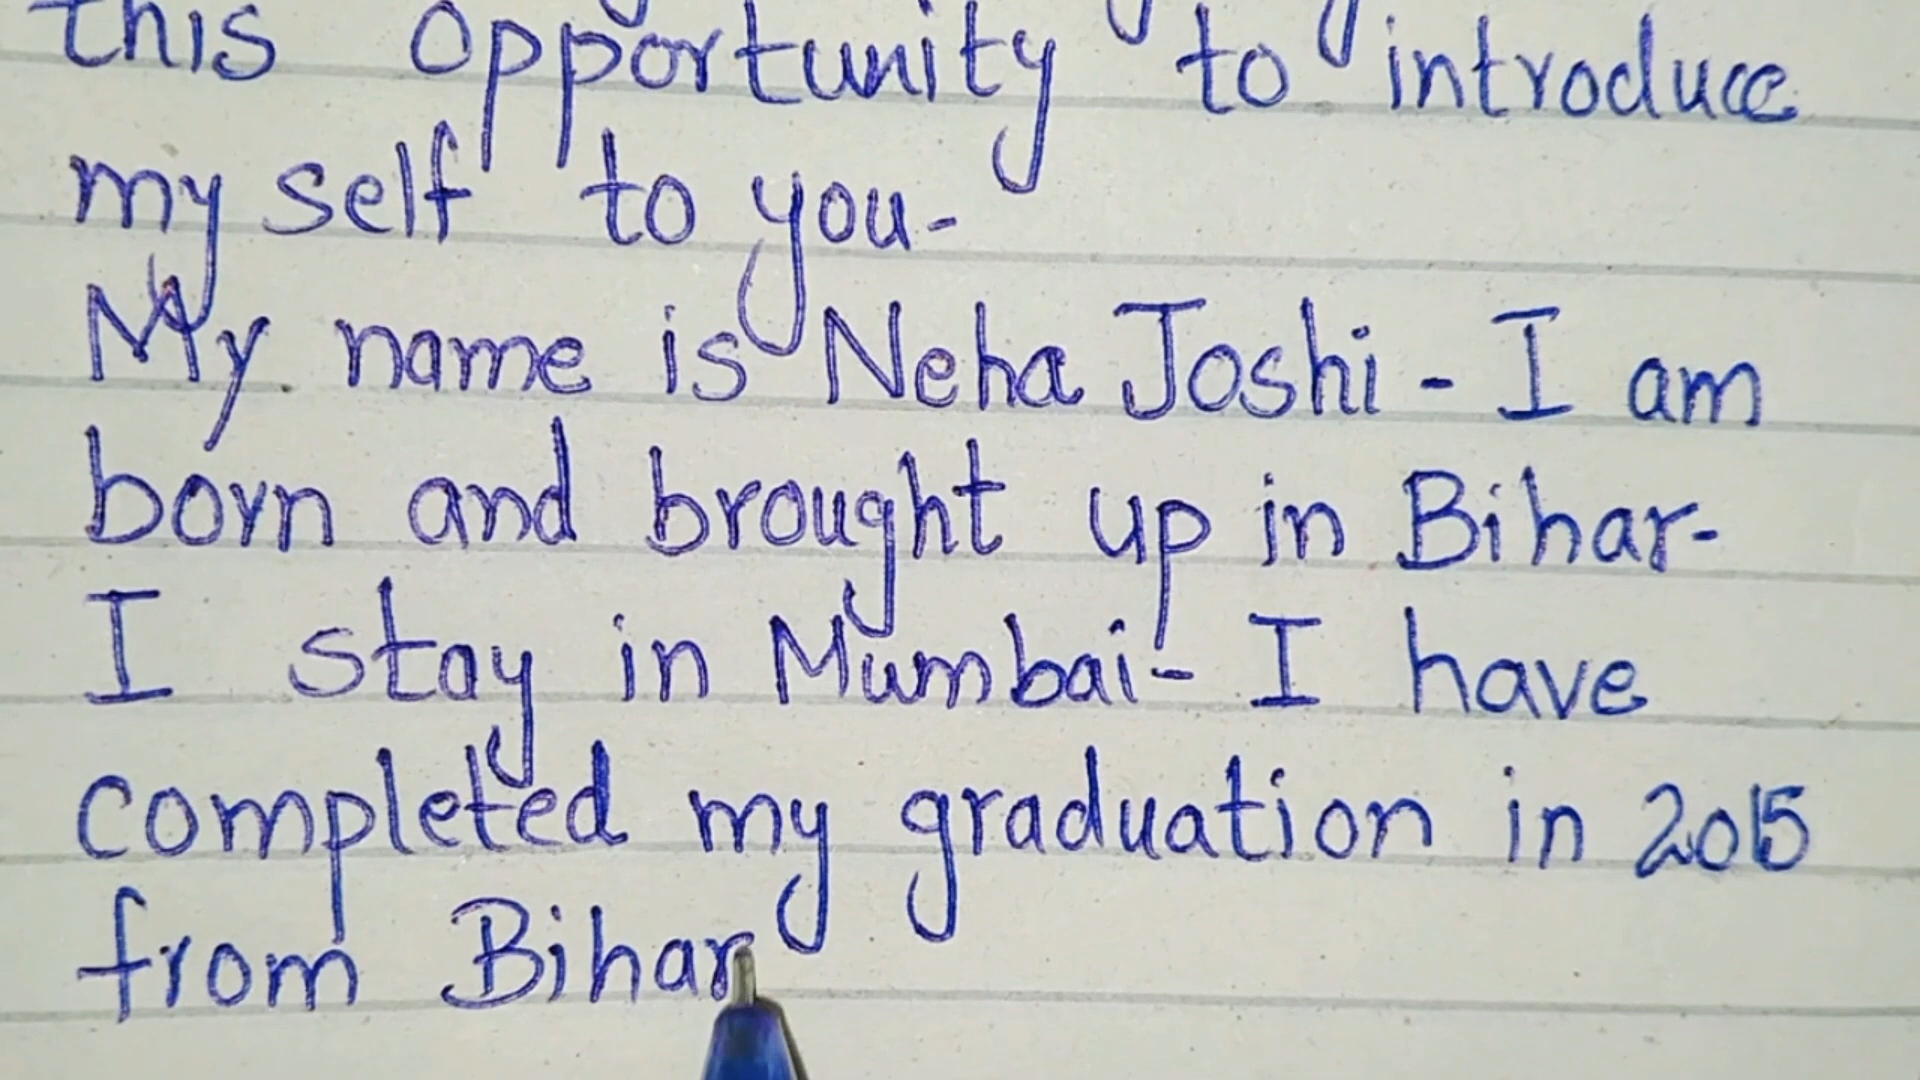 this opportunity to introduce
my self to you-
My name is Neha Joshi - I am
born and brought up in Bihar-
I stay in Mumbai- I have
completed my graduation in 2015
from Bihar